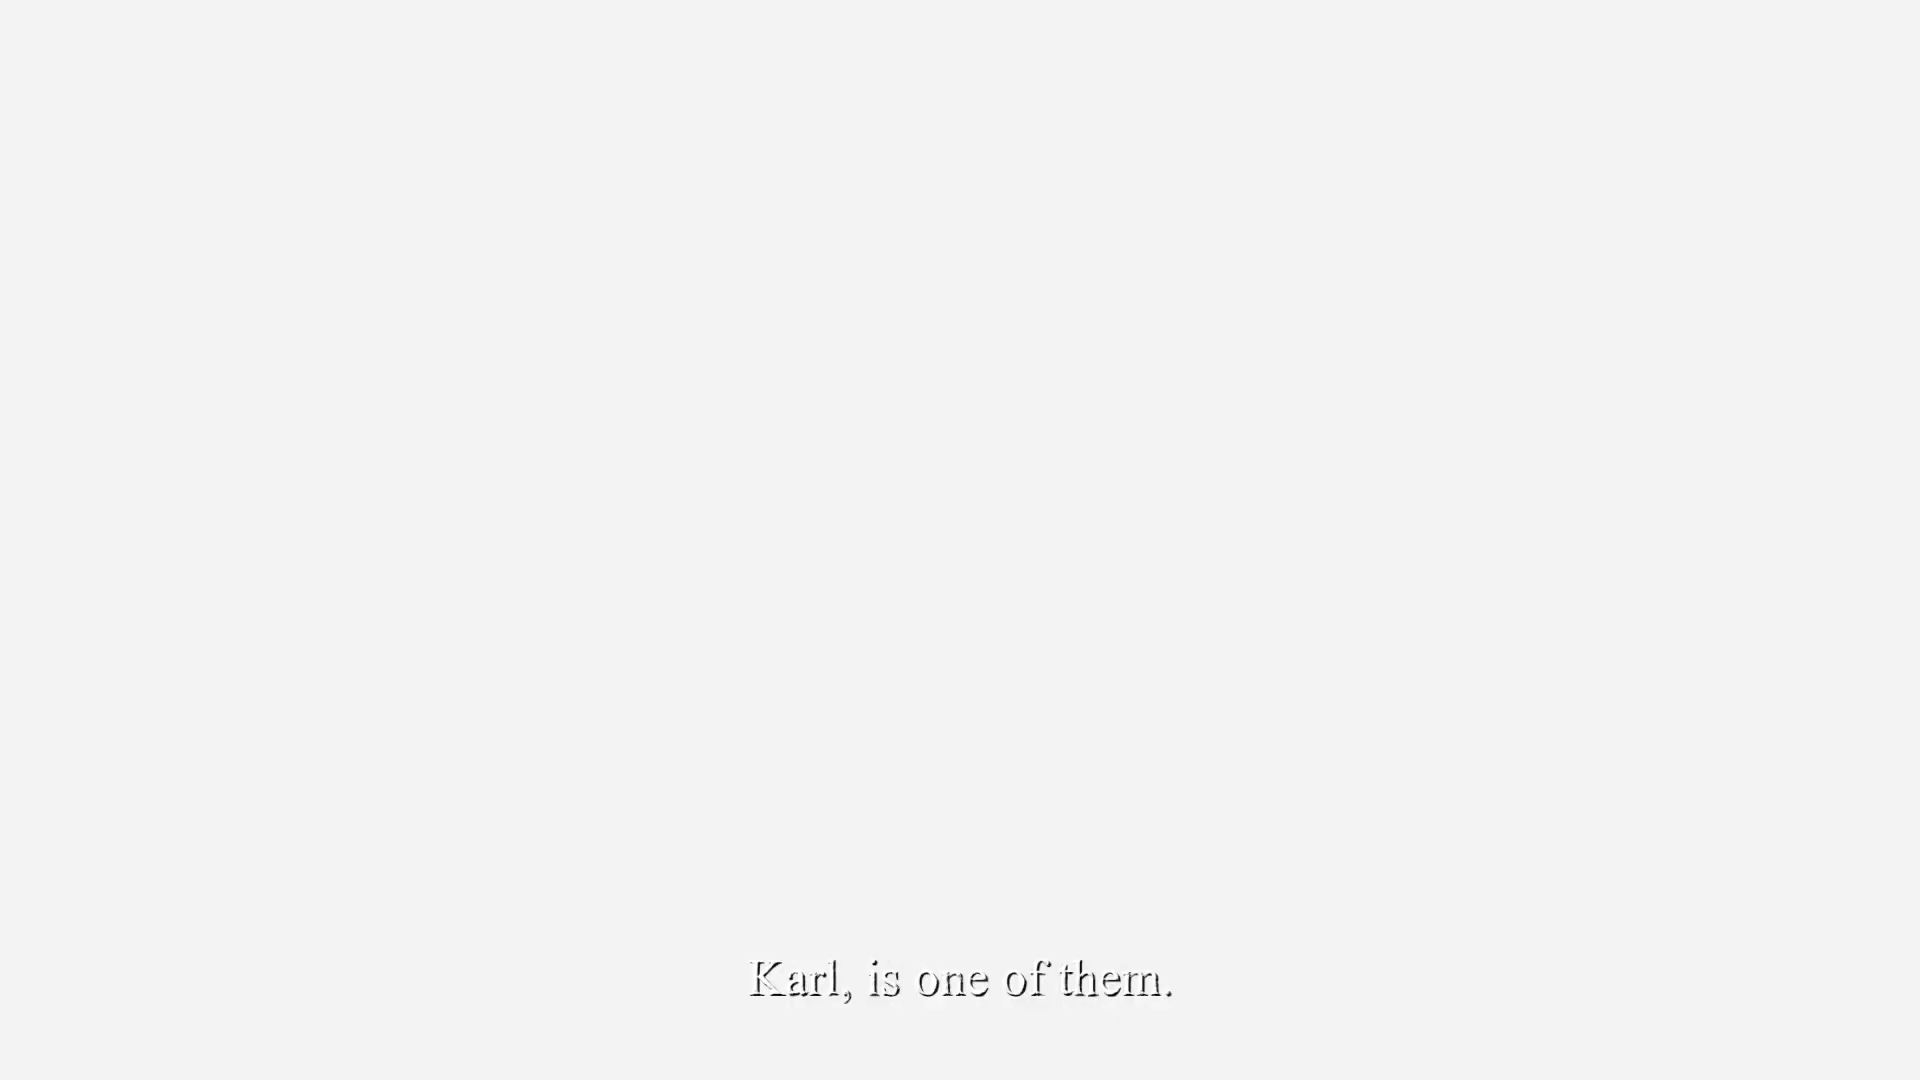 Karl, is one of them.